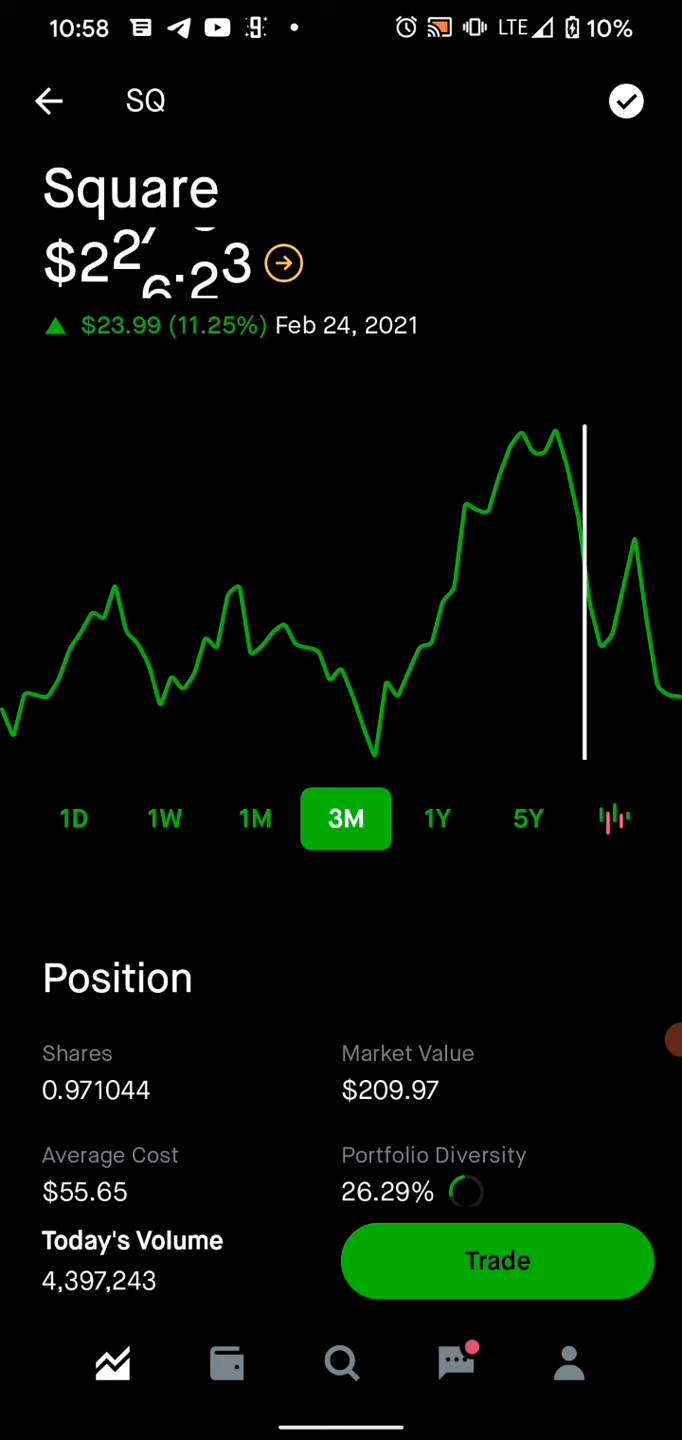 10:58 LTE 10%
SQ
Square
$23.99 (11.25%) Feb 24, 2021
1D 1W 1M 3M 1Y 5Y
Position
Shares Market Value
0.971044 $209.97
Average Cost Portfolio Diversity
$55.65 26.29%
Today's Volume
4,397,243
Trade